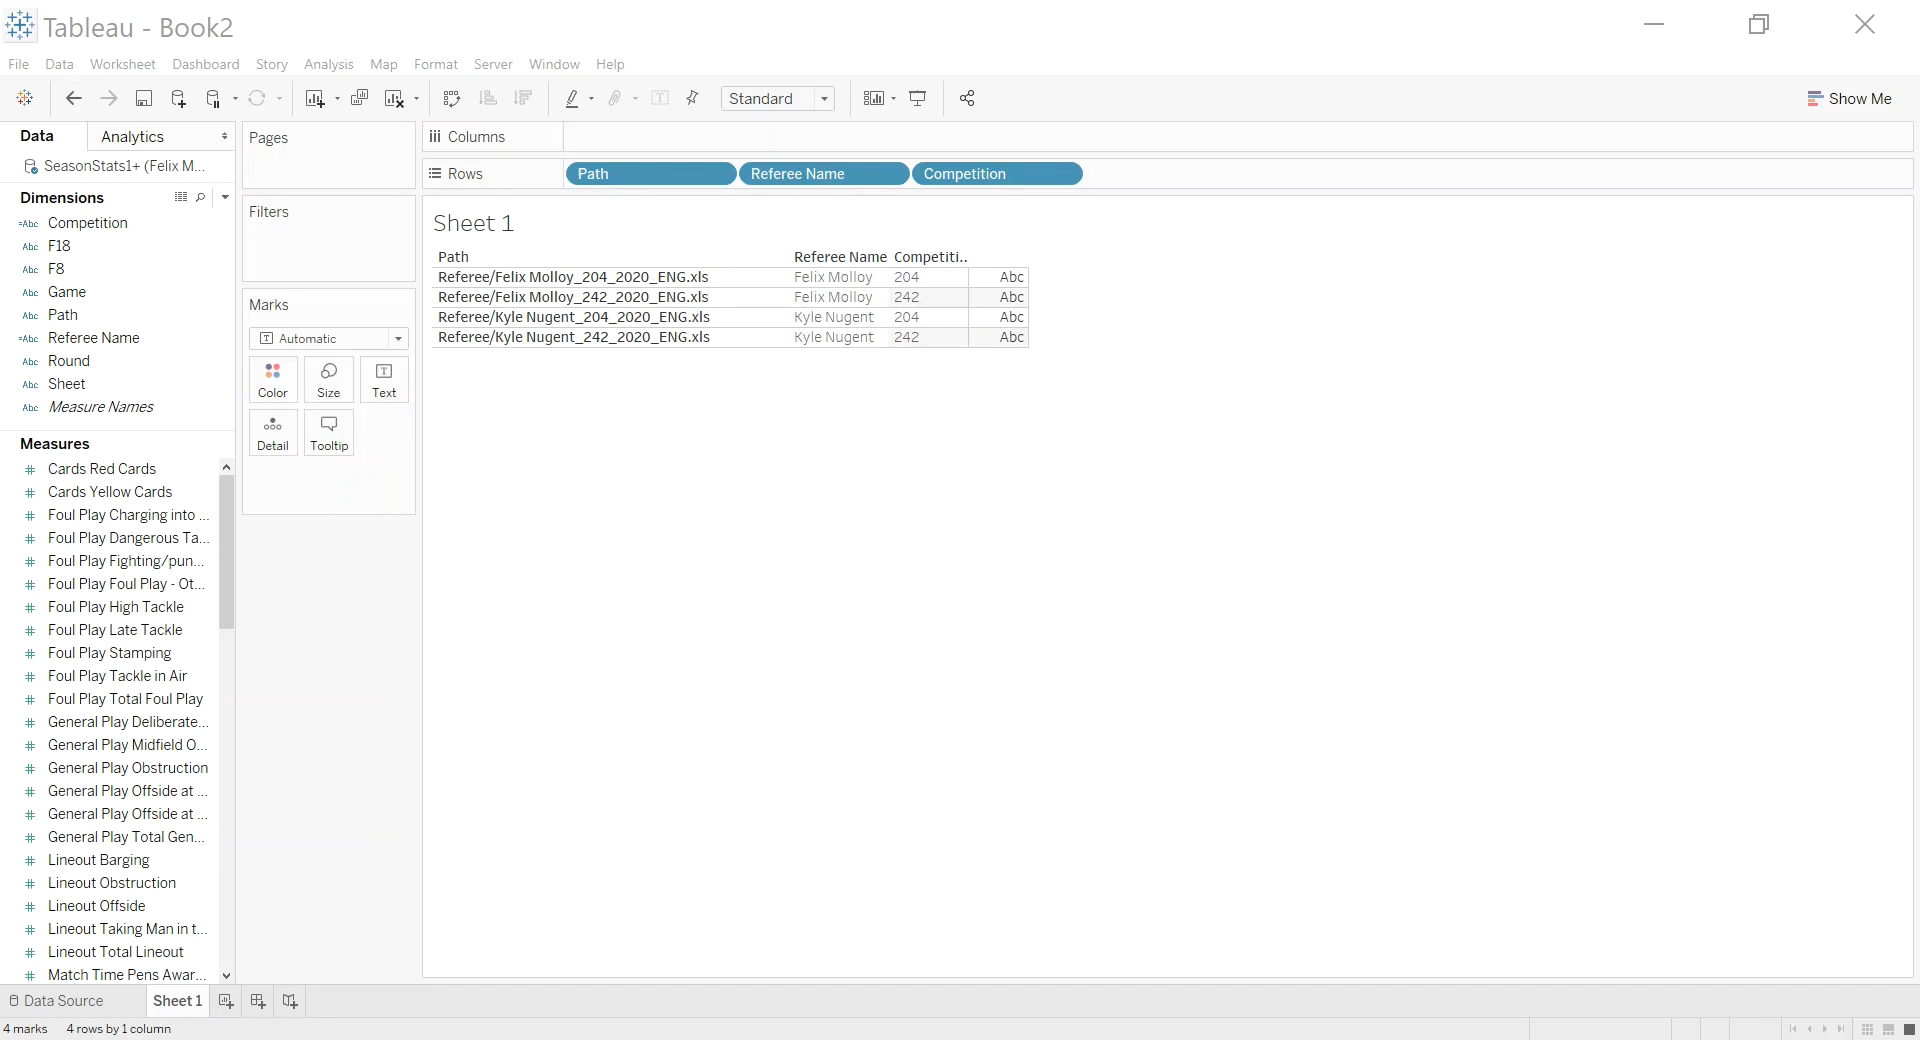 Tableau - Book2
File Data Worksheet Dashboard Story Analysis Map Format Server Window Help
Standard
Show Me
Data
Analytics
SeasonStats1+ (Felix M...
Dimensions
=Abc Competition
Abc F18
Abc F8
Abc Game
Abc Path
=Abc Referee Name
Abc Round
Abc Sheet
Abc Measure Names
Measures
# Cards Red Cards
# Cards Yellow Cards
# Foul Play Charging into ...
# Foul Play Dangerous Ta...
# Foul Play Fighting/pun...
# Foul Play Foul Play - Ot...
# Foul Play High Tackle
# Foul Play Late Tackle
# Foul Play Stamping
# Foul Play Tackle in Air
# Foul Play Total Foul Play
# General Play Deliberate...
# General Play Midfield O...
# General Play Obstruction
# General Play Offside at ...
# General Play Offside at ...
# General Play Total Gen...
# Lineout Barging
# Lineout Obstruction
# Lineout Offside
# Lineout Taking Man in t...
# Lineout Total Lineout
# Match Time Pens Awar...
Pages
Filters
Marks
T Automatic
Color Size Text
Detail Tooltip
Columns
Rows Path Referee Name Competition
Sheet 1
Path Referee Name Competiti..
Referee/Felix Molloy_204_2020_ENG.xls Felix Molloy 204 Abc
Referee/Felix Molloy_242_2020_ENG.xls Felix Molloy 242 Abc
Referee/Kyle Nugent_204_2020_ENG.xls Kyle Nugent 204 Abc
Referee/Kyle Nugent_242_2020_ENG.xls Kyle Nugent 242 Abc
Data Source Sheet 1
4 marks 4 rows by 1 column